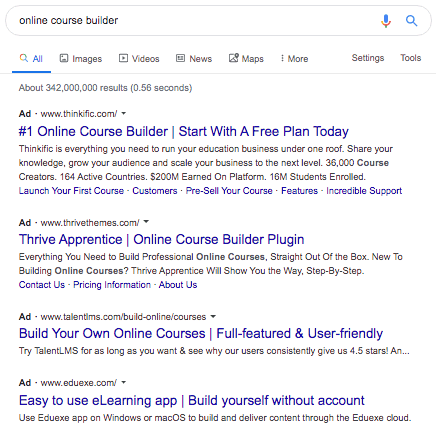 online course builder
All Images Videos News Maps More Settings Tools
About 342,000,000 results (0.56 seconds)
Ad · www.thinkific.com/
#1 Online Course Builder | Start With A Free Plan Today
Thinkific is everything you need to run your education business under one roof. Share your
knowledge, grow your audience and scale your business to the next level. 36,000 Course
Creators. 164 Active Countries. $200M Earned On Platform. 16M Students Enrolled.
Launch Your First Course · Customers · Pre-Sell Your Course · Features · Incredible Support
Ad · www.thrivethemes.com/
Thrive Apprentice | Online Course Builder Plugin
Everything You Need to Build Professional Online Courses, Straight Out Of the Box. New To
Building Online Courses? Thrive Apprentice Will Show You the Way, Step-By-Step.
Contact Us · Pricing Information · About Us
Ad · www.talentlms.com/build-online/courses
Build Your Own Online Courses | Full-featured & User-friendly
Try TalentLMS for as long as you want & see why our users consistently give us 4.5 stars! An...
Ad · www.eduexe.com/
Easy to use eLearning app | Build yourself without account
Use Eduexe app on Windows or macOS to build and deliver content through the Eduexe cloud.